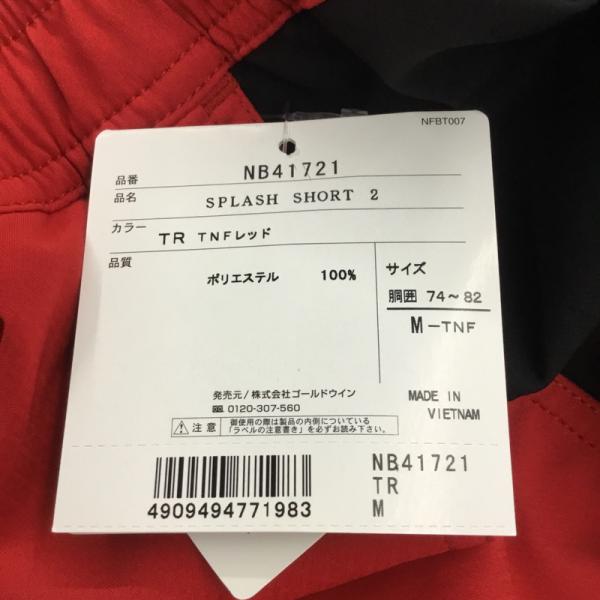 NFBT007
品番 NB41721
品名 SPLASH SHORT 2
カラー TR TNFレッド
品質 ポリエステル 100%
サイズ
胴囲 74～82
M-TNF
発売元/株式会社ゴールドウイン
0120-307-560
注意 御使用の際は製品の内側についている
「ラベルの注意書き」を必ずお読み下さい。
MADE IN
VIETNAM
4909494771983
NB41721
TR
M